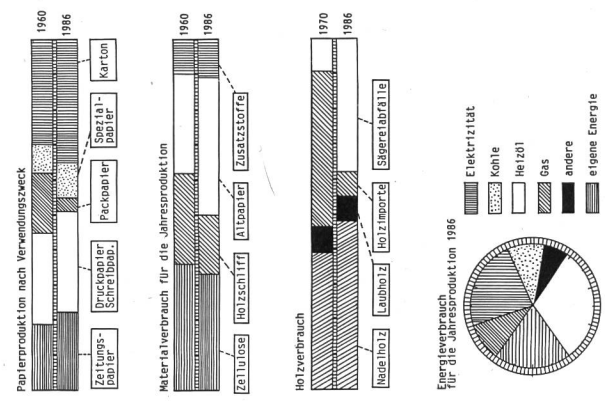 Papierproduktion nach Verwendungszweck
1960
1986
Zeitungs-
papier
Druckpapier
Schreibpap.
Packpapier
Spezial-
papier
Karton
Materialverbrauch für die Jahresproduktion
1960
1986
Zellulose
Holzschliff
Altpapier
Zusatzstoffe
Holzverbrauch
1970
1986
Nadelholz
Laubholz
Holzimporte
Sägereiabfälle
Energieverbrauch
für die Jahresproduktion 1986
Elektrizität
Kohle
Heizöl
Gas
andere
eigene Energie